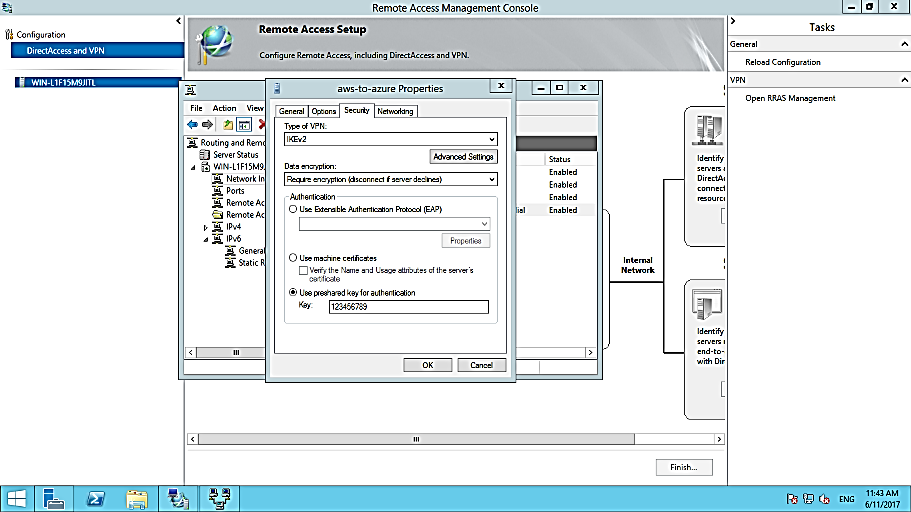 Remote Access Management Console
Configuration
DirectAccess and VPN
WIN-L1F15M9JITL
Remote Access Setup
Configure Remote Access, including DirectAccess and VPN.
Tasks
General
Reload Configuration
VPN
Open RRAS Management
File Action View
Routing and Remo
Server Status
WIN-L1F15M9J
Network In
Ports
Remote Ac
Remote Ac
IPv4
IPv6
General
Static R
aws-to-azure Properties
General
Options
Security
Networking
Type of VPN:
IKEv2
Advanced Settings
Data encryption:
Require encryption (disconnect if server declines)
Authentication
Use Extensible Authentication Protocol (EAP)
Properties
Use machine certificates
Verify the Name and Usage attributes of the server's
certificate
Use preshared key for authentication
Key: 123456789
OK
Cancel
Status
Enabled
Enabled
Enabled
ial Enabled
Internal
Network
Identify
servers
DirectA
connect
resourc
Identify
servers
end-to-
with Dir
Finish...
ENG
11:43 AM
6/11/2017